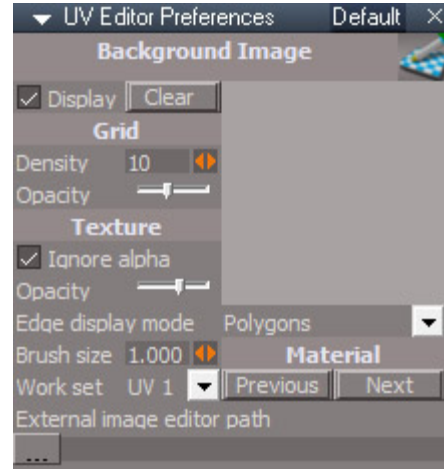 UV Editor Preferences Default
Background Image
Display Clear
Grid
Density 10
Opacity
Texture
Ignore alpha
Opacity
Edge display mode Polygons
Brush size 1.000 Material
Work set UV 1 Previous Next
External image editor path
...